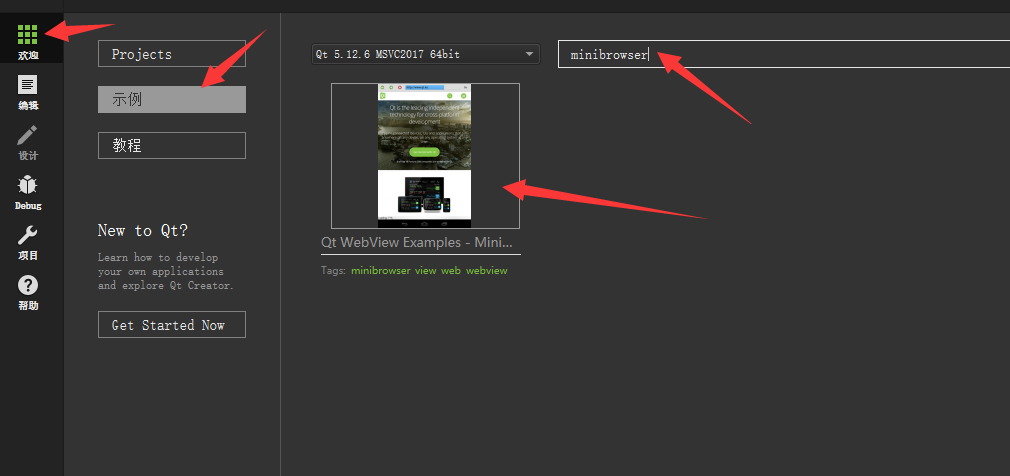 欢迎
编辑
设计
Debug
项目
帮助
Projects
示例
教程
New to Qt?
Learn how to develop
your own applications
and explore Qt Creator.
Get Started Now
Qt 5.12.6 MSVC2017 64bit
minibrowser
Qt is the leading independent
technology for cross-platform
development
Qt WebView Examples - Mini...
Tags: minibrowser view web webview